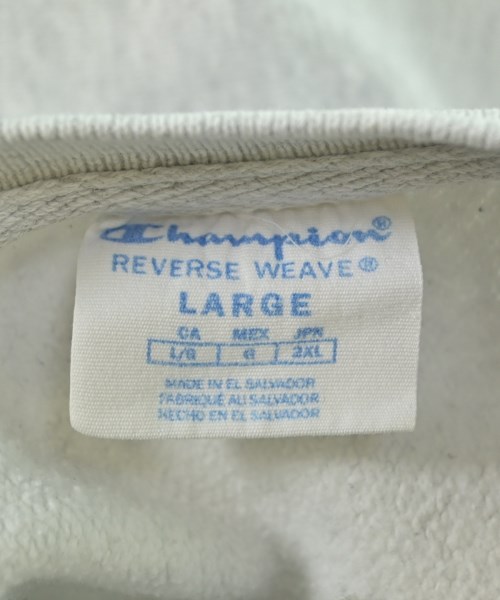 Champion®
REVERSE WEAVE®
LARGE
CA MEX JPN
L/G G 2XL
MADE IN EL SALVADOR
FABRIQUÉ AU SALVADOR
HECHO EN EL SALVADOR